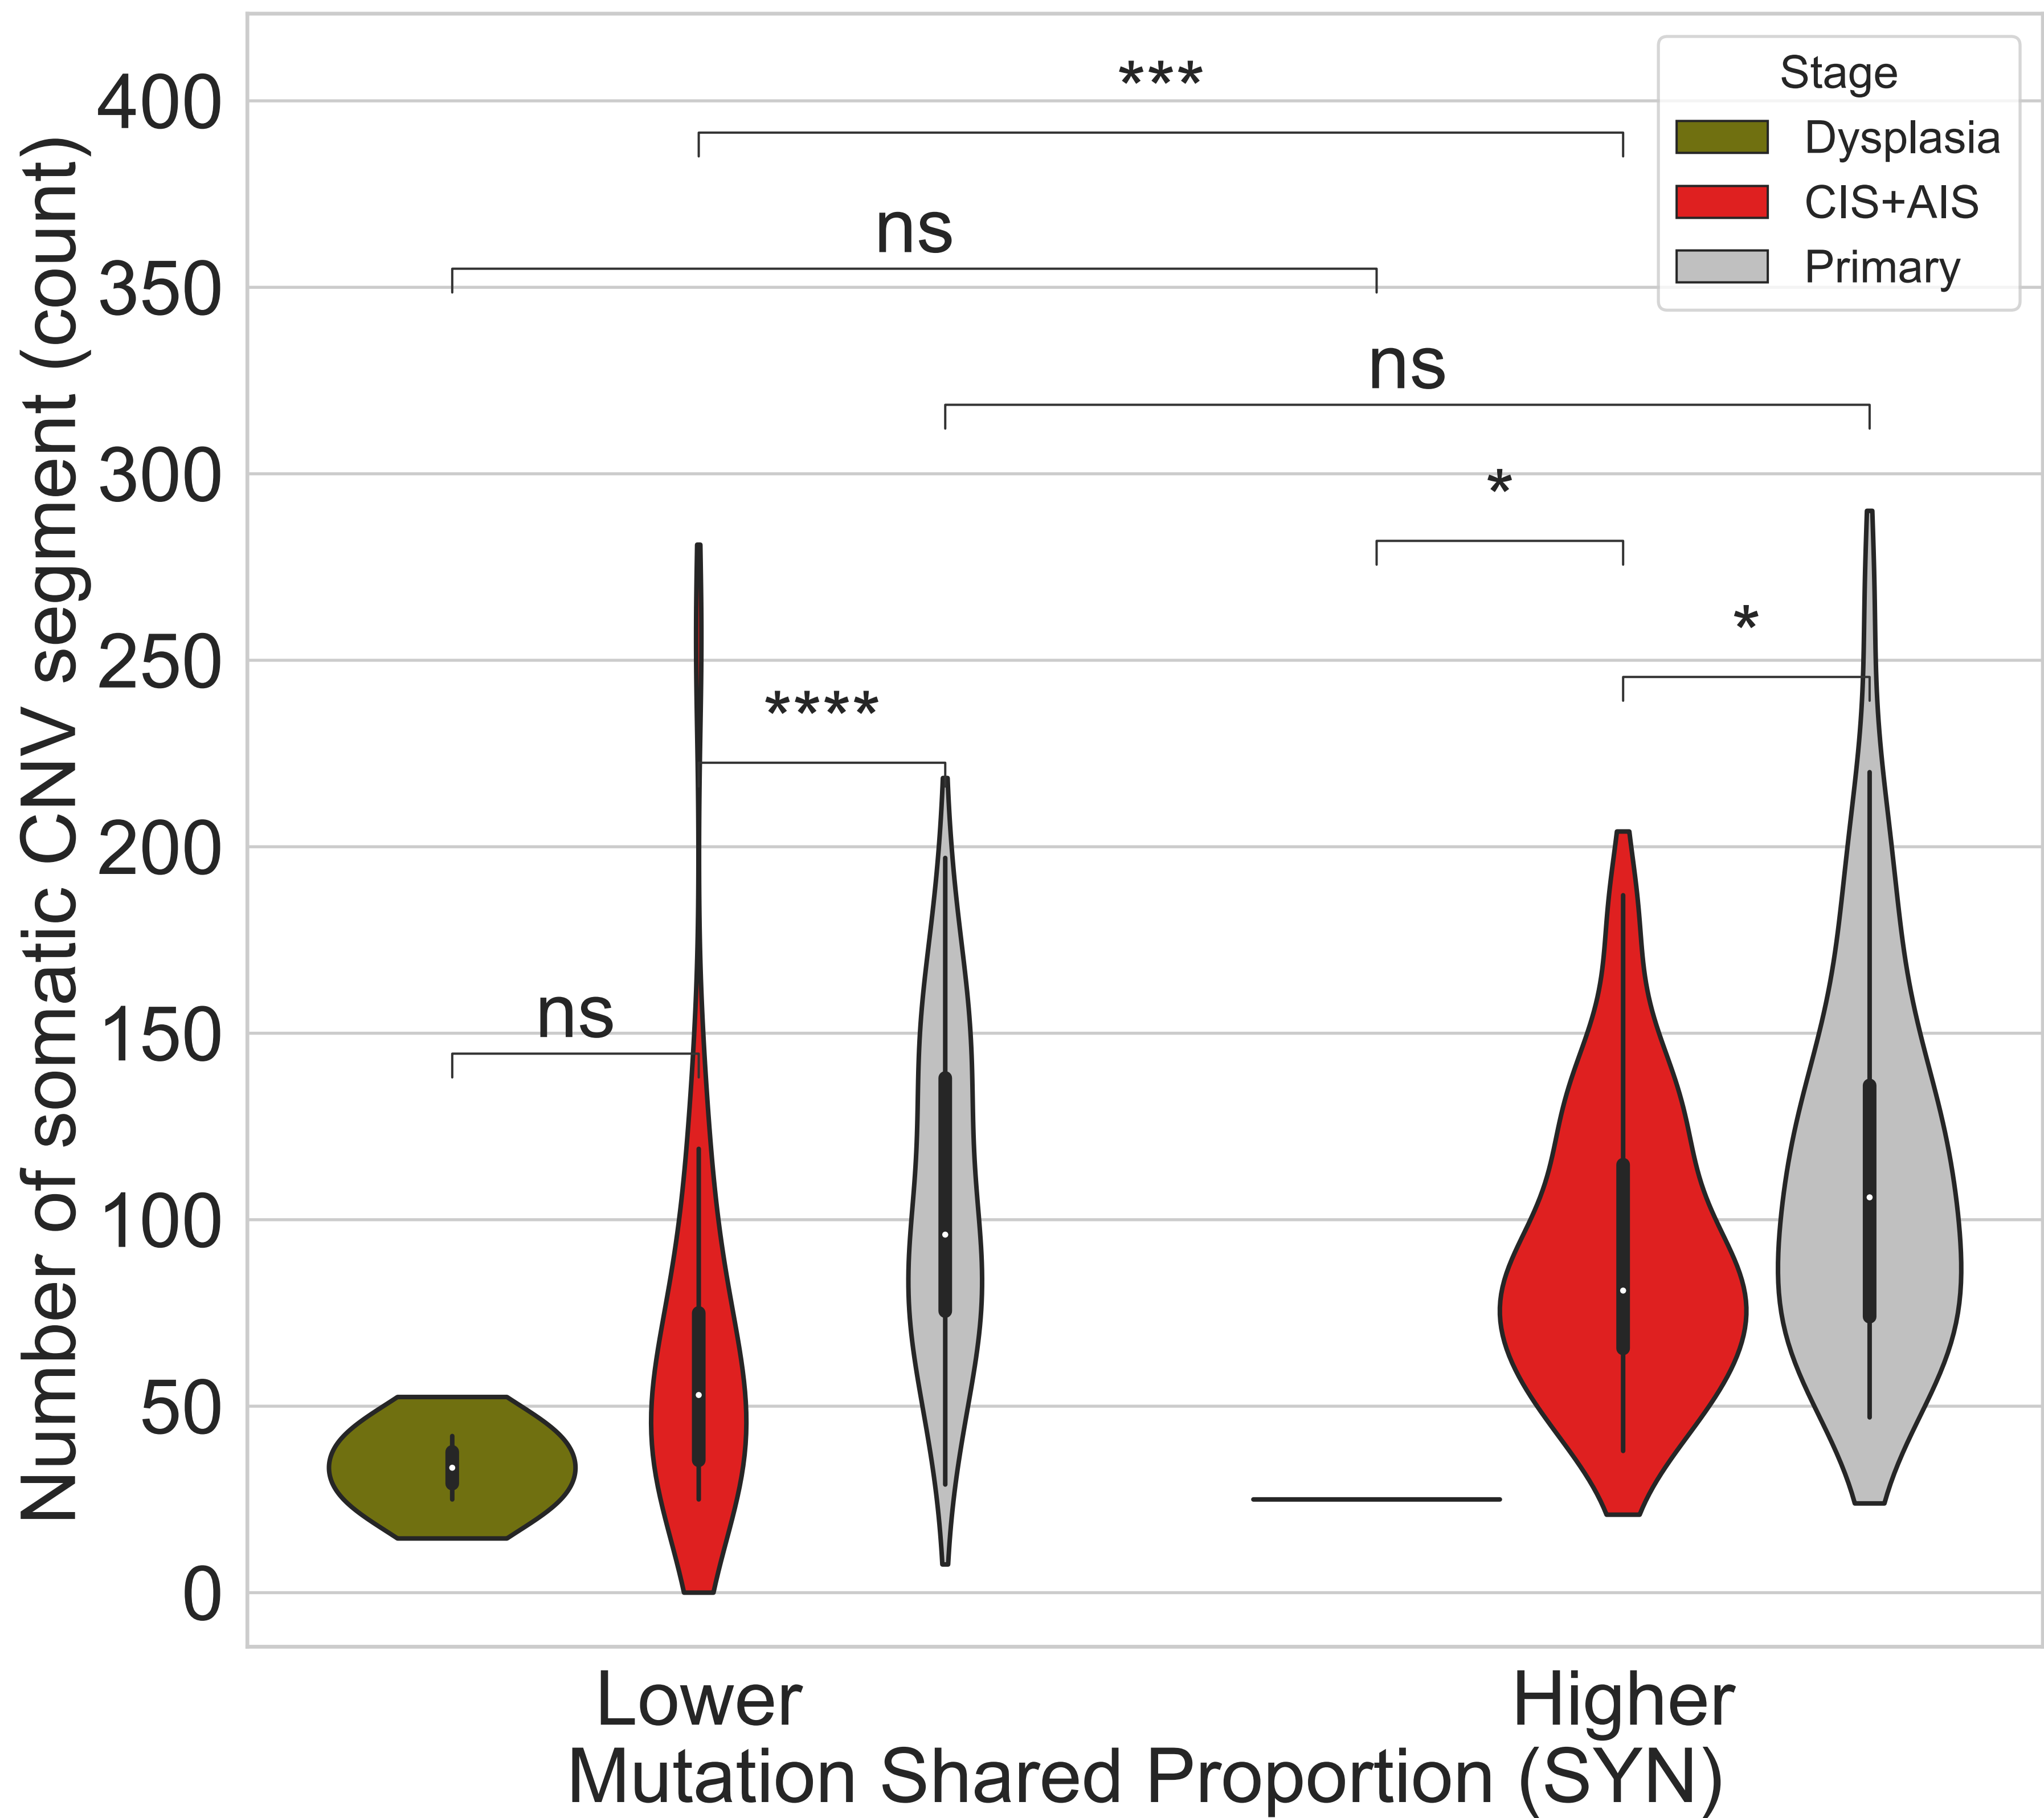 Number of somatic CNV segment (count)
400
350
300
250
200
150
100
50
0
***
ns
ns
*
*
****
ns
Stage
Dysplasia
CIS+AIS
Primary
Lower
Higher
Mutation Shared Proportion (SYN)